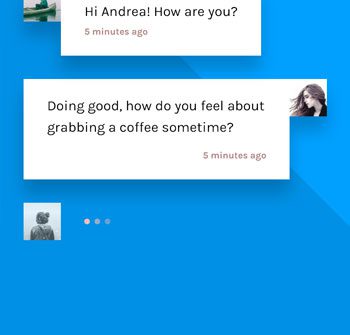 Hi Andrea! How are you?
5 minutes ago
Doing good, how do you feel about
grabbing a coffee sometime?
5 minutes ago